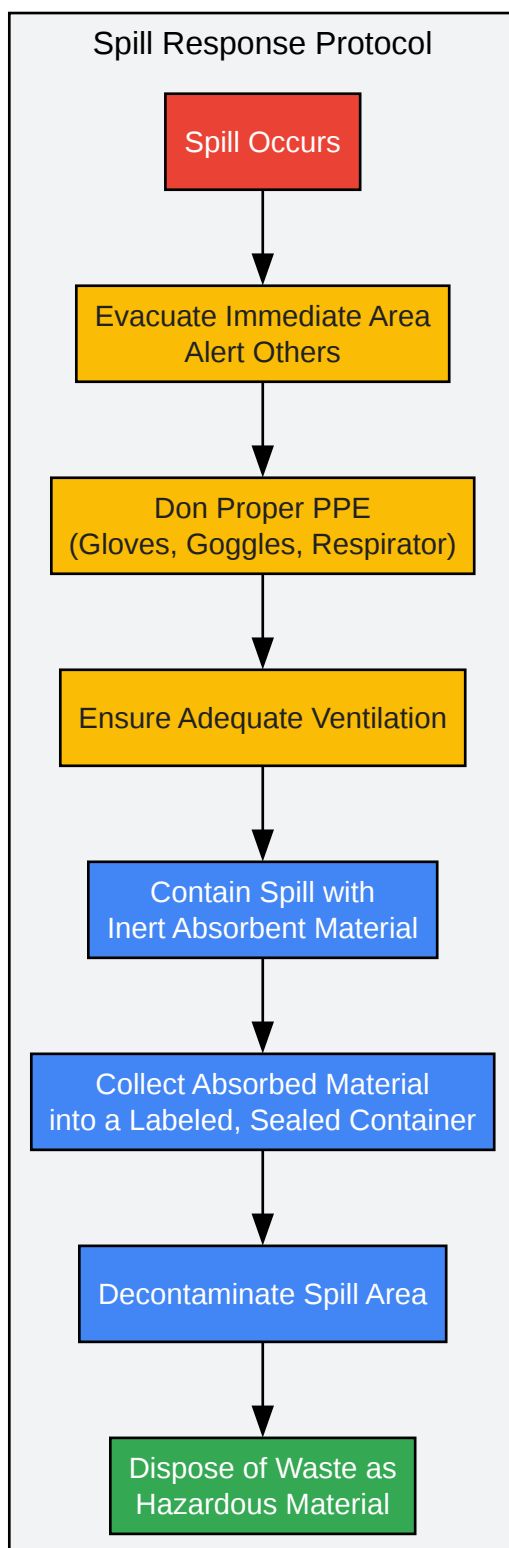 Spill Response Protocol
Spill Occurs
Evacuate Immediate Area
Alert Others
Don Proper PPE
(Gloves, Goggles, Respirator)
Ensure Adequate Ventilation
Contain Spill with
Inert Absorbent Material
Collect Absorbed Material
into a Labeled, Sealed Container
Decontaminate Spill Area
Dispose of Waste as
Hazardous Material